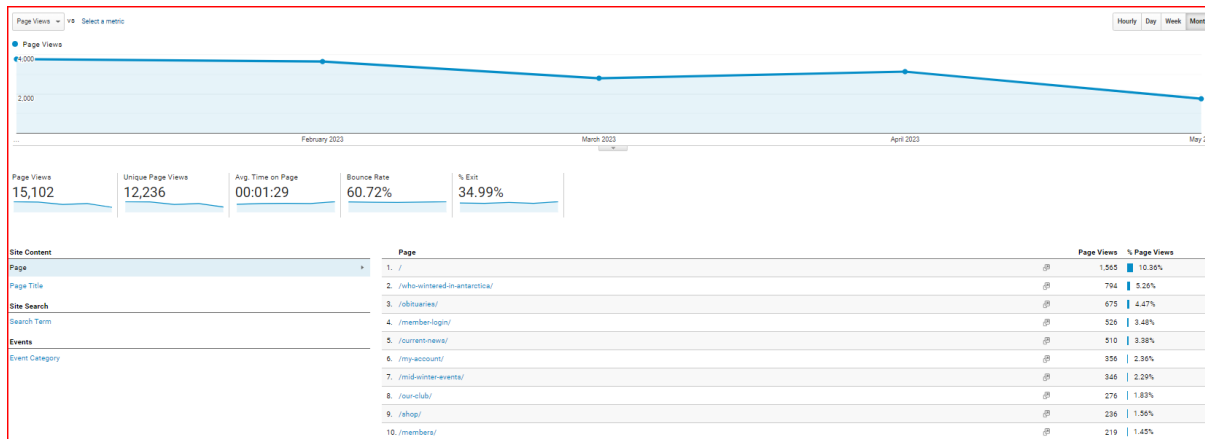 Page Views vs Select a metric Hourly Day Week Mont
Page Views
4,000
2,000
... February 2023 March 2023 April 2023 May 2
Page Views Unique Page Views Avg. Time on Page Bounce Rate % Exit
15,102 12,236 00:01:29 60.72% 34.99%
Site Content Page Page Views % Page Views
Page 1. / 1,565 10.36%
Page Title 2. /who-wintered-in-antarctica/ 794 5.26%
Site Search 3. /obituaries/ 675 4.47%
Search Term 4. /member-login/ 526 3.48%
Events 5. /current-news/ 510 3.38%
Event Category 6. /my-account/ 356 2.36%
7. /mid-winter-events/ 346 2.29%
8. /our-club/ 276 1.83%
9. /shop/ 236 1.56%
10. /members/ 219 1.45%